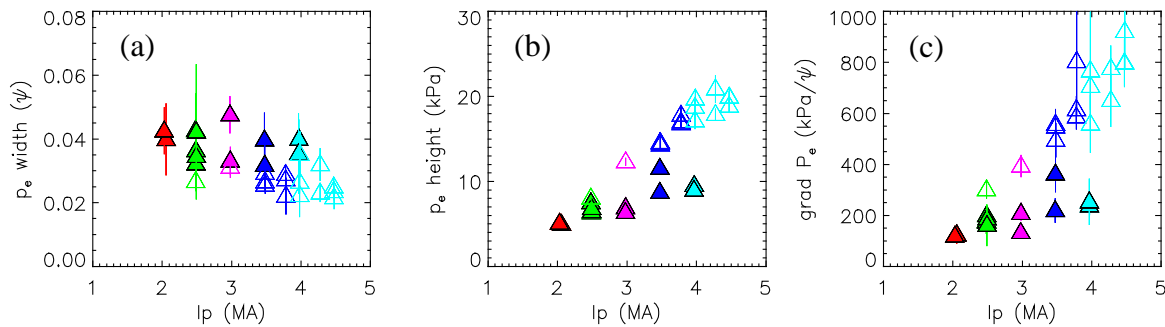 0.08
0.06
0.04
0.02
0.00
pₑ width (ψ)
(a)
1 2 3 4 5
Ip (MA)
30
20
10
0
pₑ height (kPa)
(b)
1 2 3 4 5
Ip (MA)
1000
800
600
400
200
0
grad Pₑ (kPa/ψ)
(c)
1 2 3 4 5
Ip (MA)